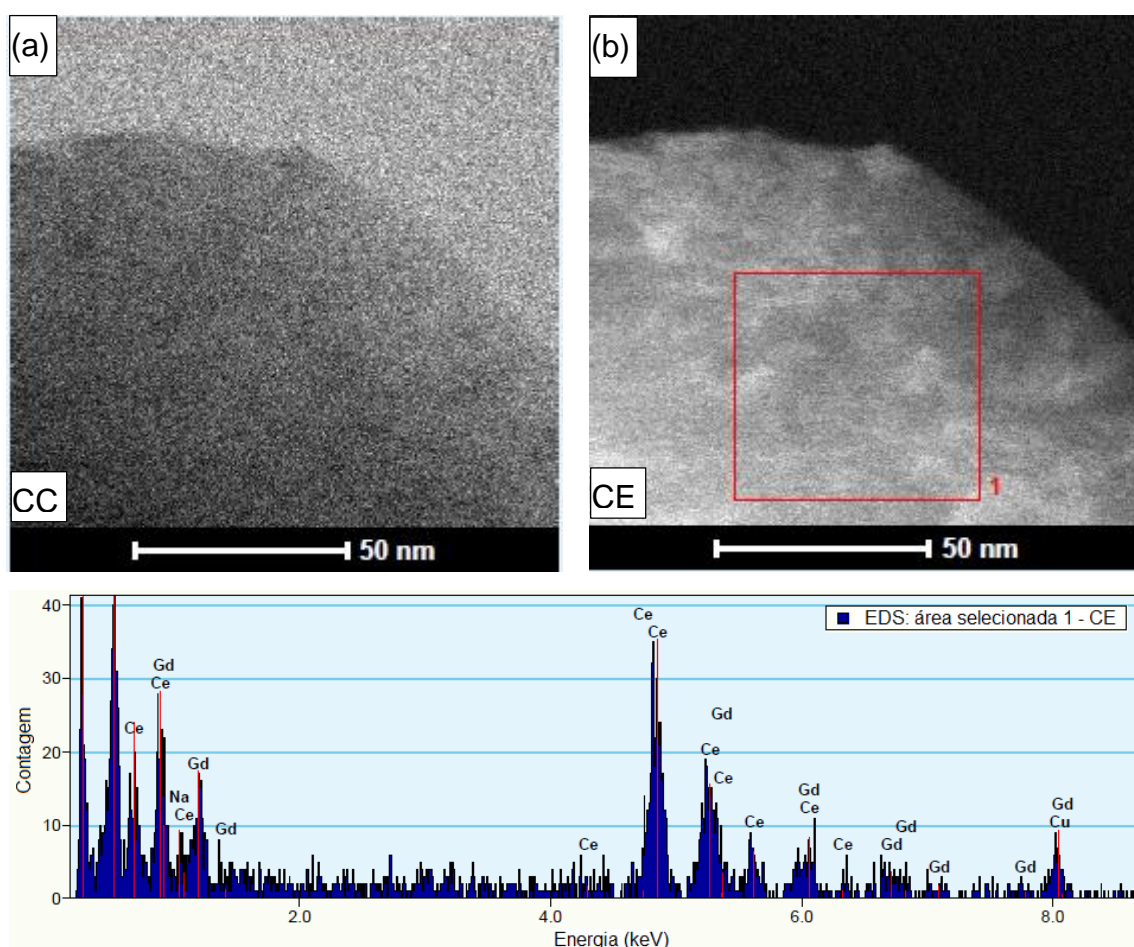 (a)
(b)
CC
CE
1
50 nm
50 nm
EDS: área selecionada 1 - CE
Contagem
40
30
20
10
0
Ce
Gd
Ce
Na
Ce
Gd
Gd
Ce
Ce
Ce
Ce
Gd
Ce
Ce
Gd
Ce
Ce
Gd
Gd
Gd
Gd
Gd
Cu
2.0
4.0
6.0
8.0
Energia (keV)